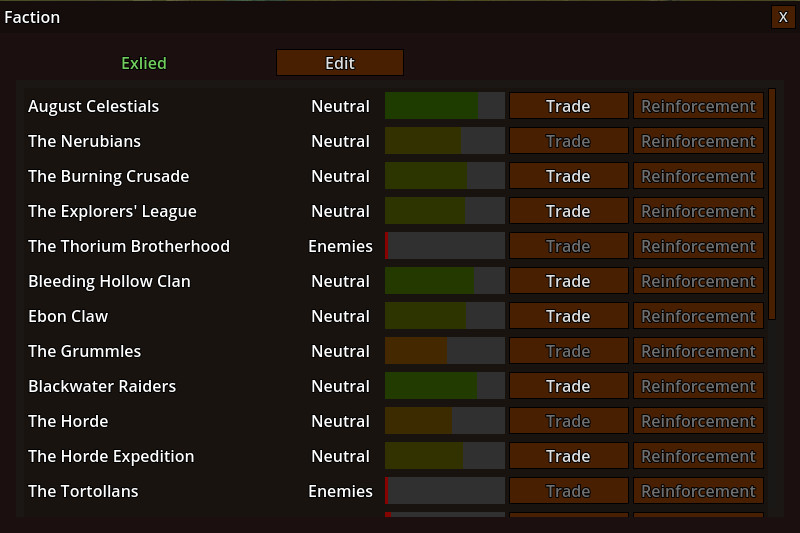 Faction X
Exlied Edit
August Celestials Neutral Trade Reinforcement
The Nerubians Neutral Trade Reinforcement
The Burning Crusade Neutral Trade Reinforcement
The Explorers' League Neutral Trade Reinforcement
The Thorium Brotherhood Enemies Trade Reinforcement
Bleeding Hollow Clan Neutral Trade Reinforcement
Ebon Claw Neutral Trade Reinforcement
The Grummles Neutral Trade Reinforcement
Blackwater Raiders Neutral Trade Reinforcement
The Horde Neutral Trade Reinforcement
The Horde Expedition Neutral Trade Reinforcement
The Tortollans Enemies Trade Reinforcement